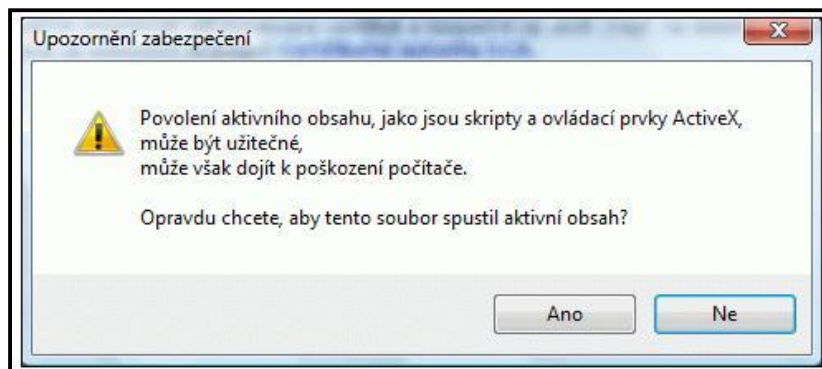 Upozornění zabezpečení
Povolení aktivního obsahu, jako jsou skripty a ovládací prvky ActiveX,
může být užitečné,
může však dojít k poškození počítače.
Opravdu chcete, aby tento soubor spustil aktivní obsah?
Ano
Ne